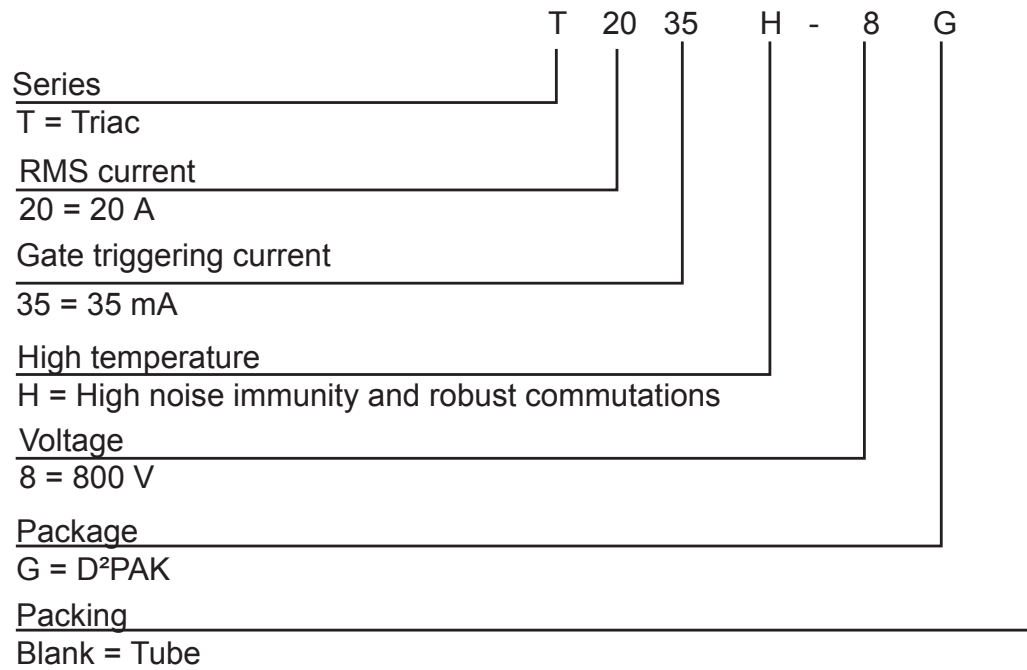 T 20 35 H - 8 G
Series
T = Triac
RMS current
20 = 20 A
Gate triggering current
35 = 35 mA
High temperature
H = High noise immunity and robust commutations
Voltage
8 = 800 V
Package
G = D²PAK
Packing
Blank = Tube